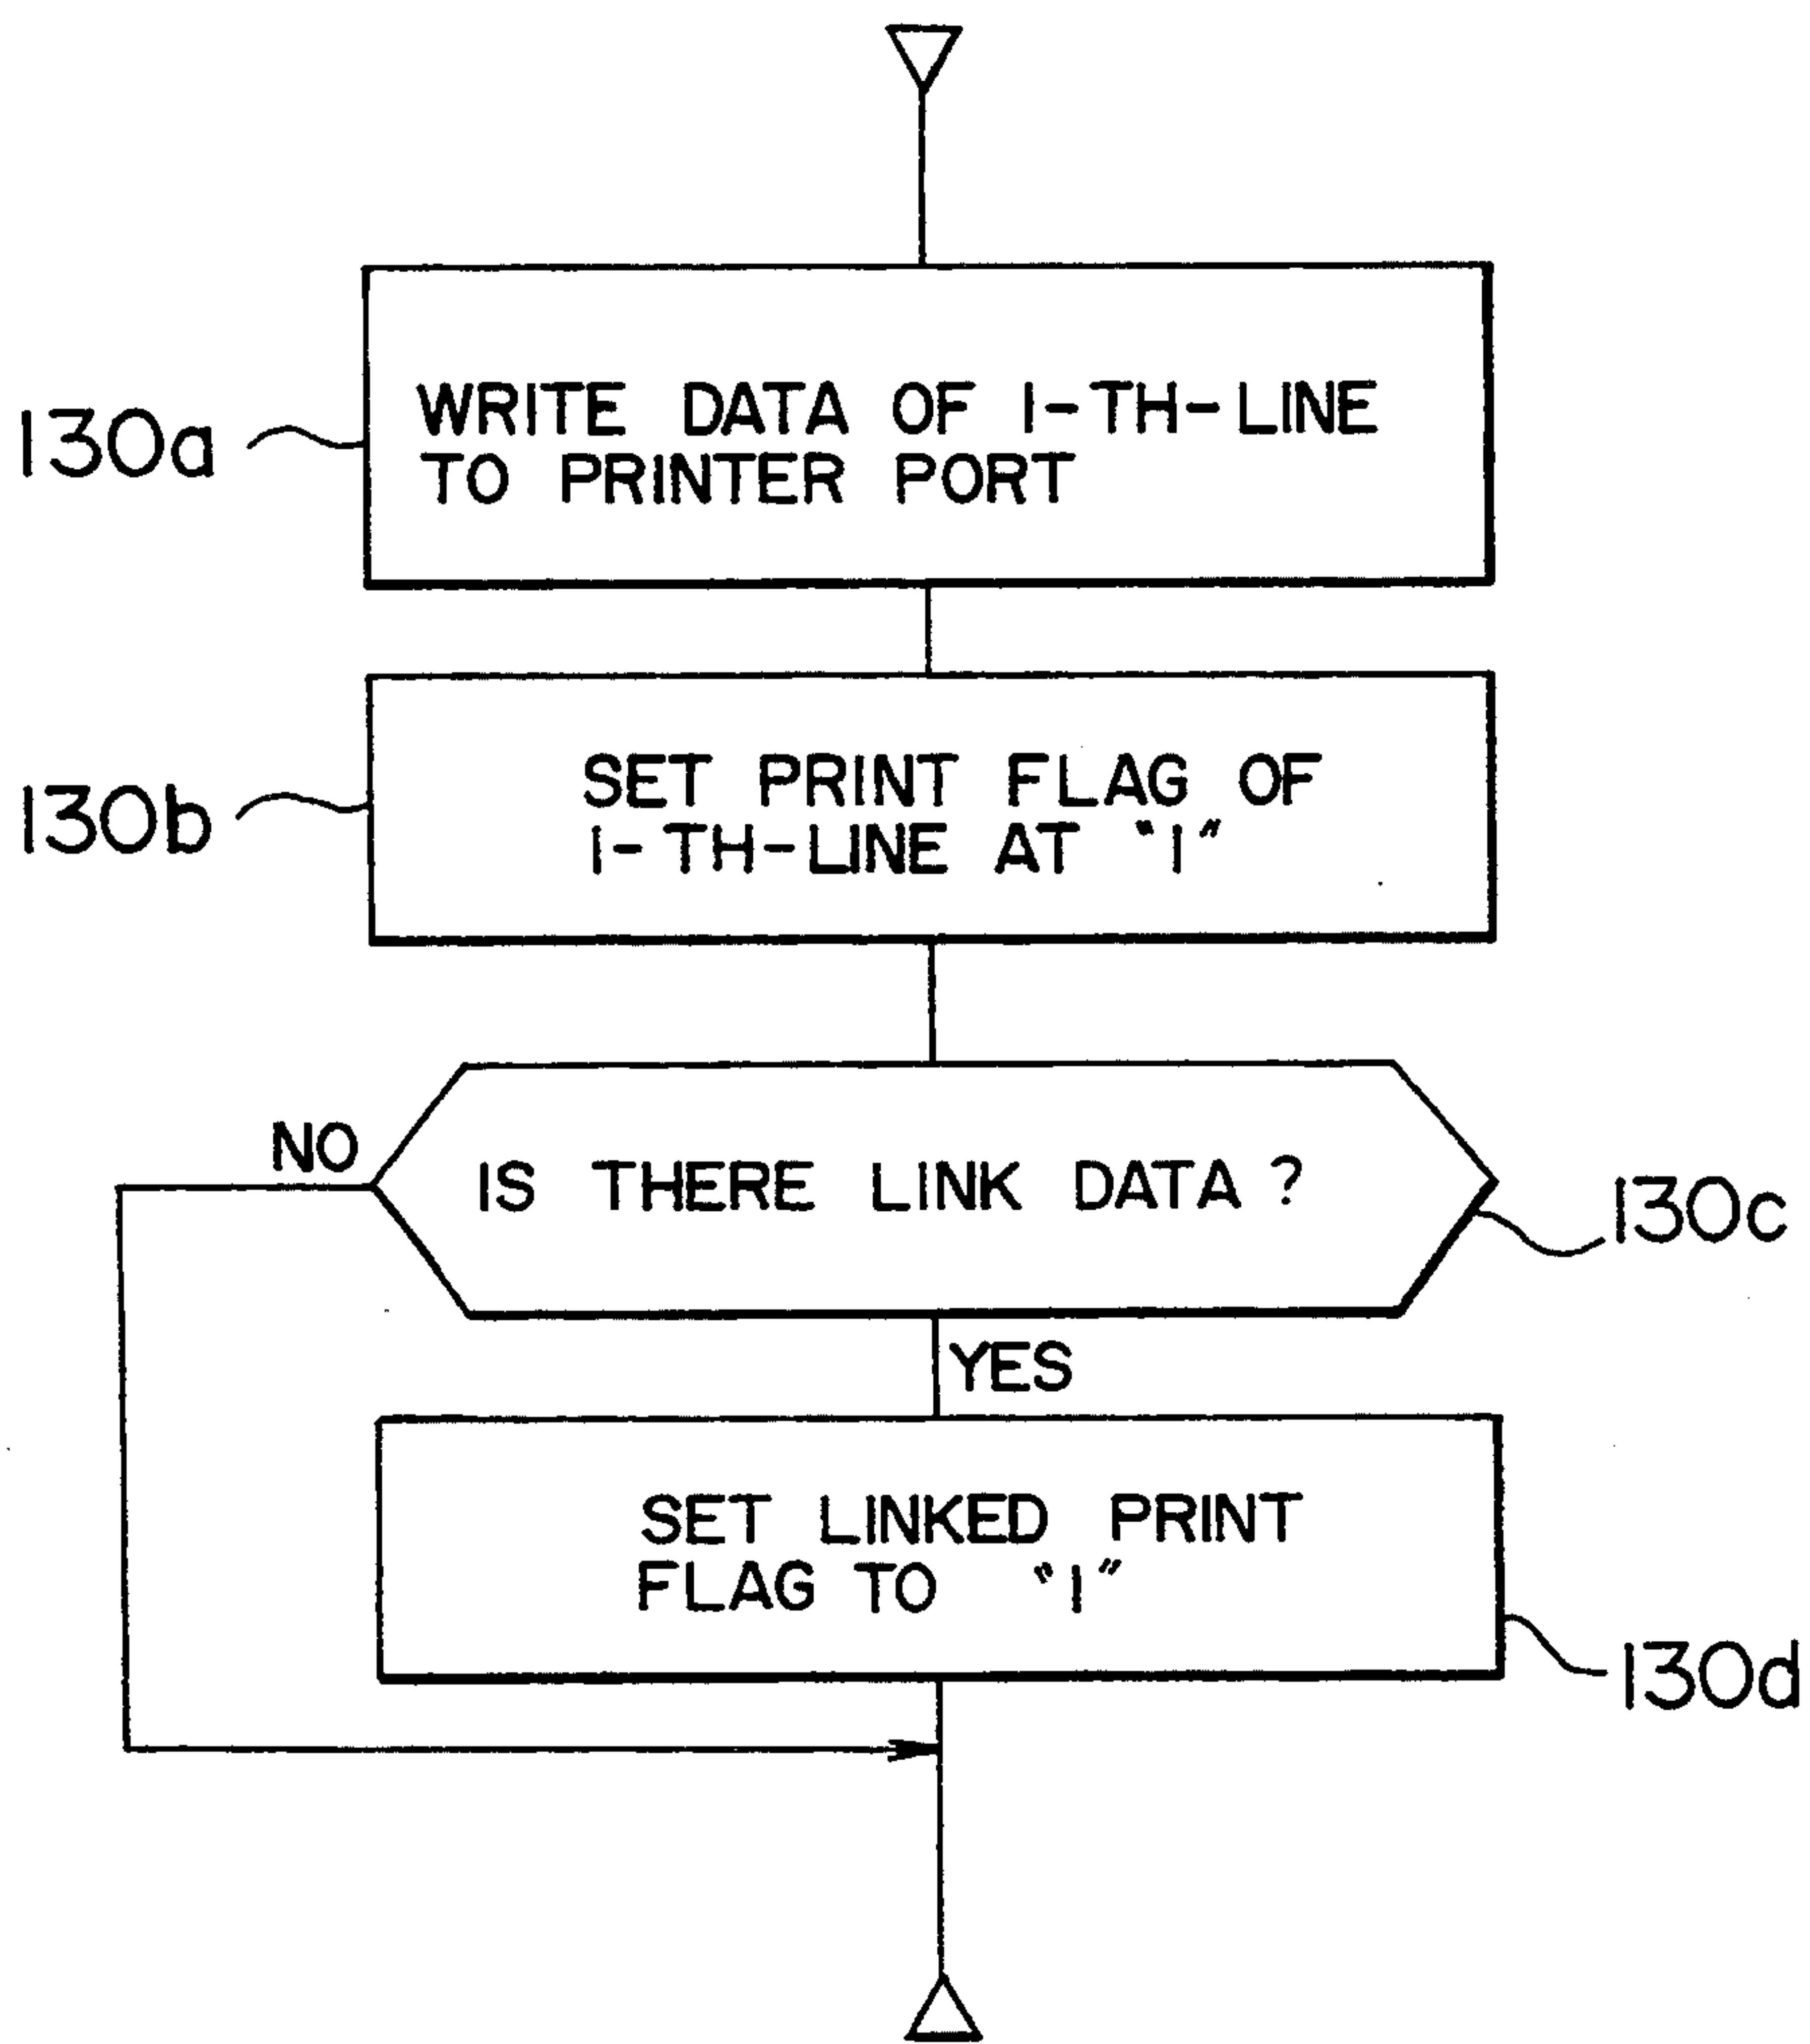 WRITE DATA OF I-TH-LINE
130a
TO PRINTER PORT
SET PRINT FLAG OF
130b
I-TH-LINE AT "1"
NO
IS THERE LINK DATA ?
130c
YES
SET LINKED PRINT
FLAG TO "1"
130d